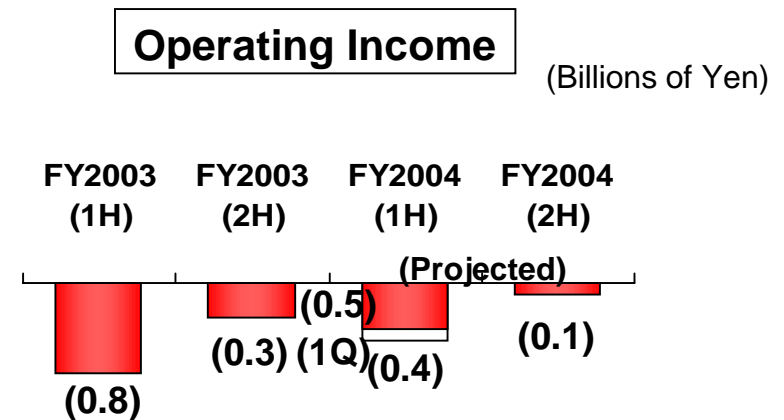 Operating Income
(Billions of Yen)
FY2003 FY2003 FY2004 FY2004
(1H) (2H) (1H) (2H)
(Projected)
(0.5)
(0.3) (1Q) (0.4) (0.1)
(0.8)